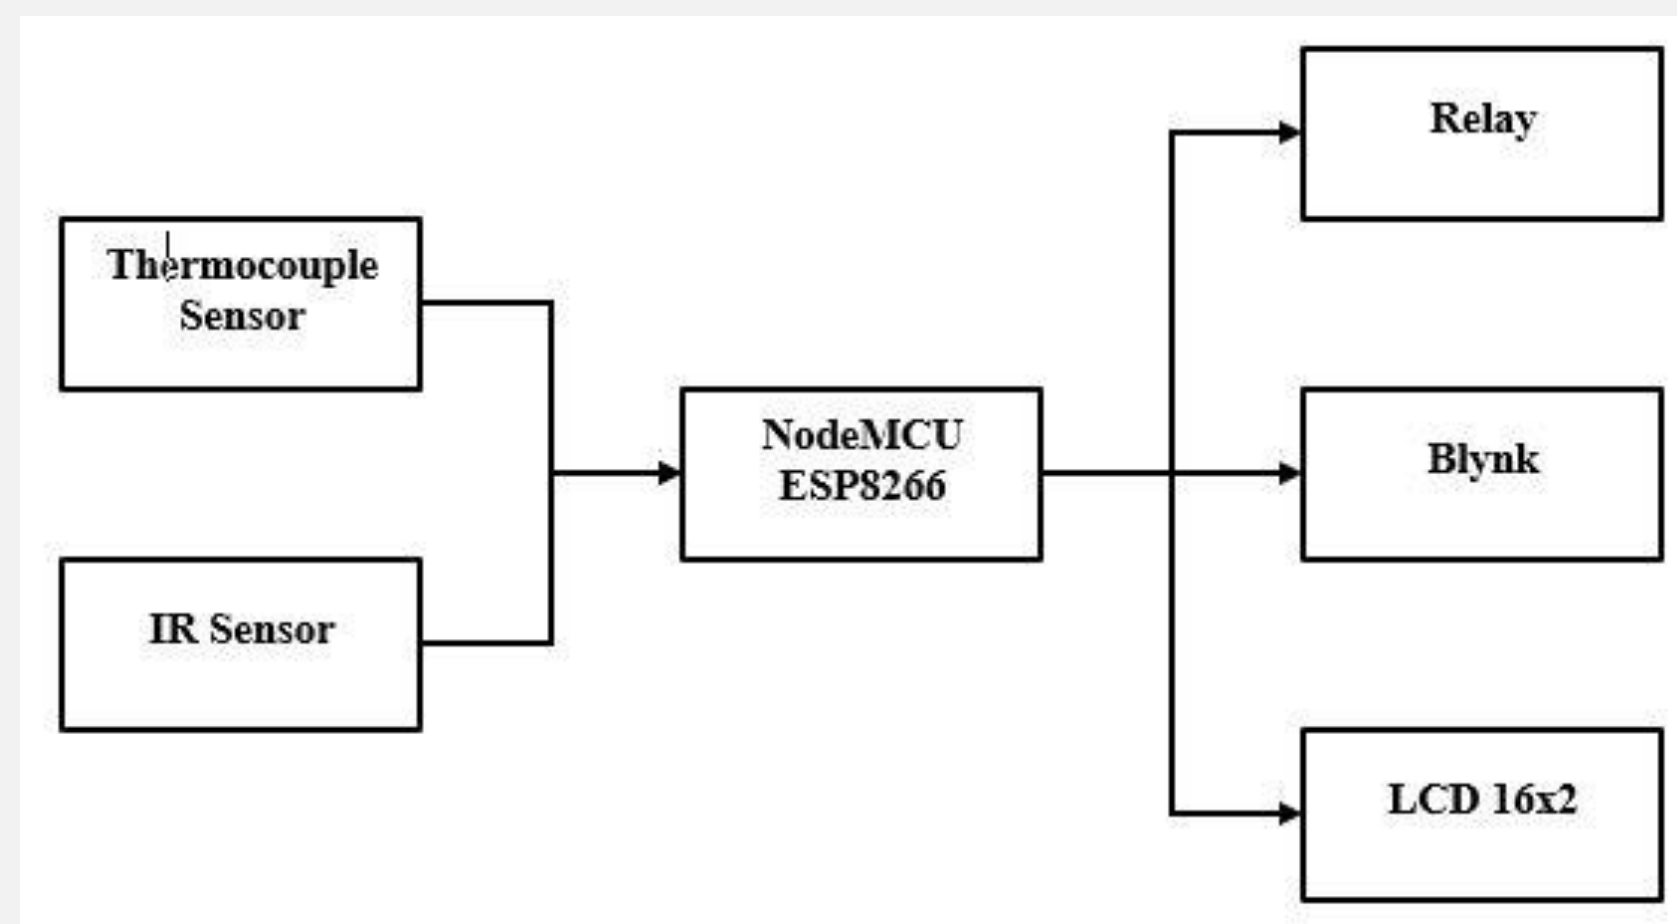 Thermocouple
Sensor
IR Sensor
NodeMCU
ESP8266
Relay
Blynk
LCD 16x2